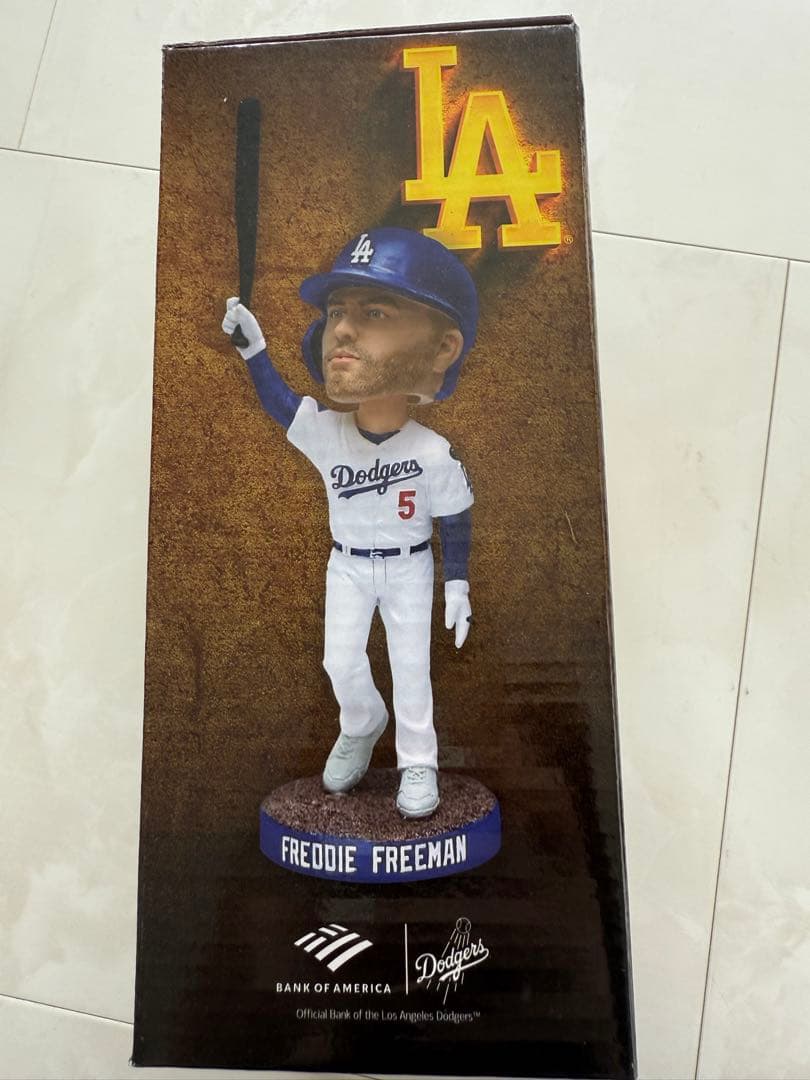 LA
®
LA
Dodgers
5
FREDDIE FREEMAN
BANK OF AMERICA
Dodgers
Official Bank of the Los Angeles Dodgers™